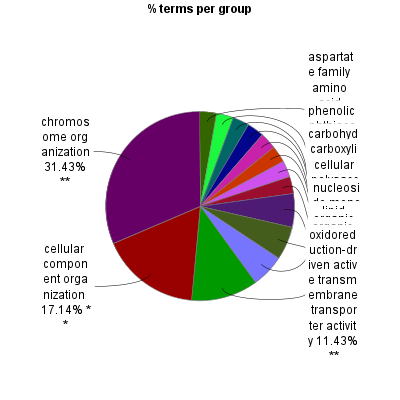 % terms per group
aspartat
e family
amino
phenolic
carbohyd
carboxyli
cellular
nucleosi
oxidored
uction-dr
iven activ
e transm
embrane
transpor
ter activit
y 11.43%
**
chromos
ome org
anization
31.43%
**
cellular
compon
ent orga
nization
17.14% *
*